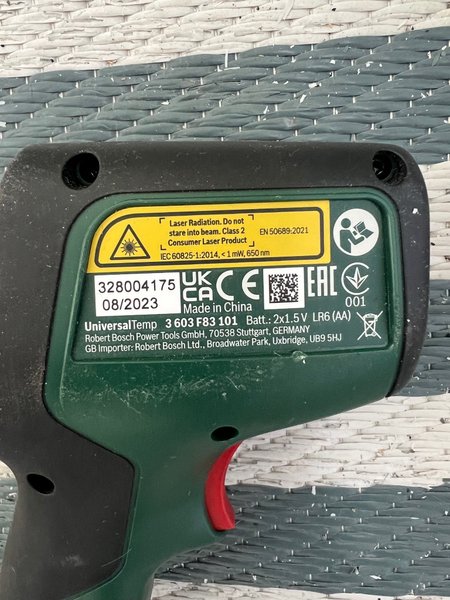 Laser Radiation. Do not
stare into beam. Class 2
Consumer Laser Product
EN 50689:2021
IEC 60825-1:2014, < 1 mW, 650 nm
328004175
08/2023
UK
CA
CE
EAC
001
Made in China
UniversalTemp 3 603 F83 101 Batt.: 2x1.5 V LR6 (AA)
Robert Bosch Power Tools GmbH, 70538 Stuttgart, GERMANY
GB Importer: Robert Bosch Ltd., Broadwater Park, Uxbridge, UB9 5HJ